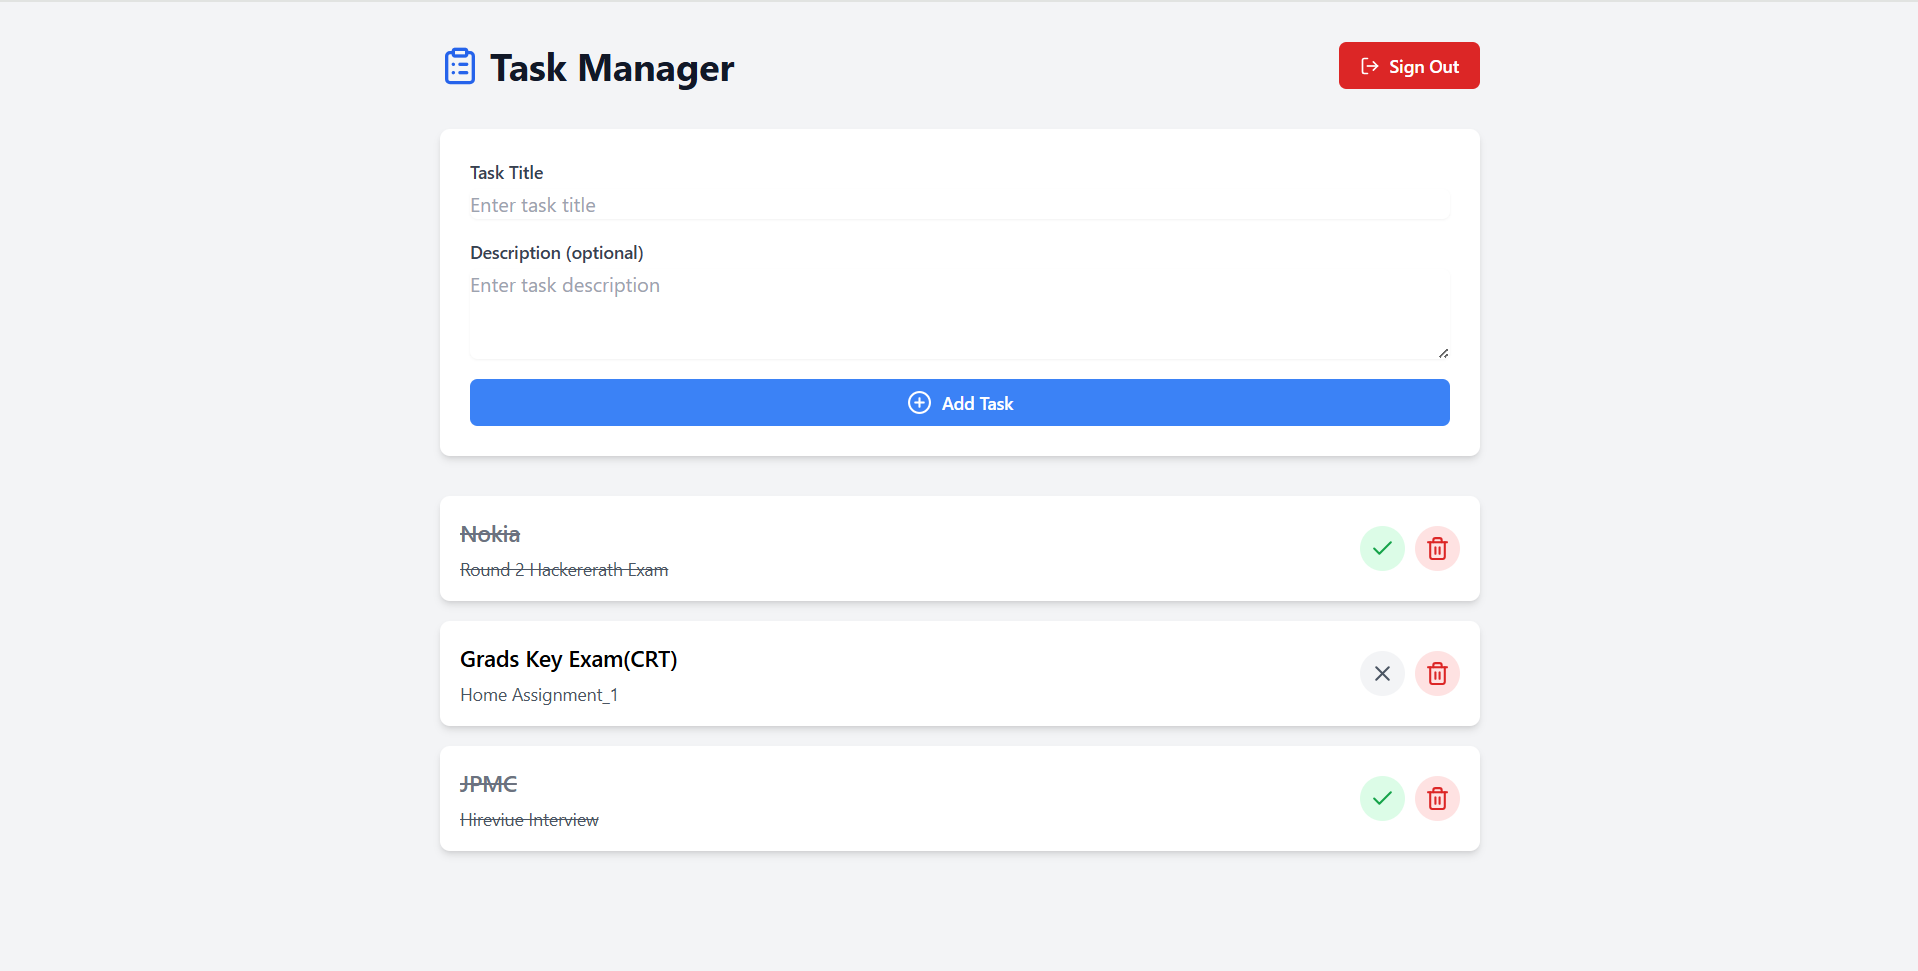 Task Manager
Sign Out
Task Title
Enter task title
Description (optional)
Enter task description
Add Task
Nokia
Round 2 Hackererath Exam
Grads Key Exam(CRT)
Home Assignment_1
JPMC
Hireviue Interview